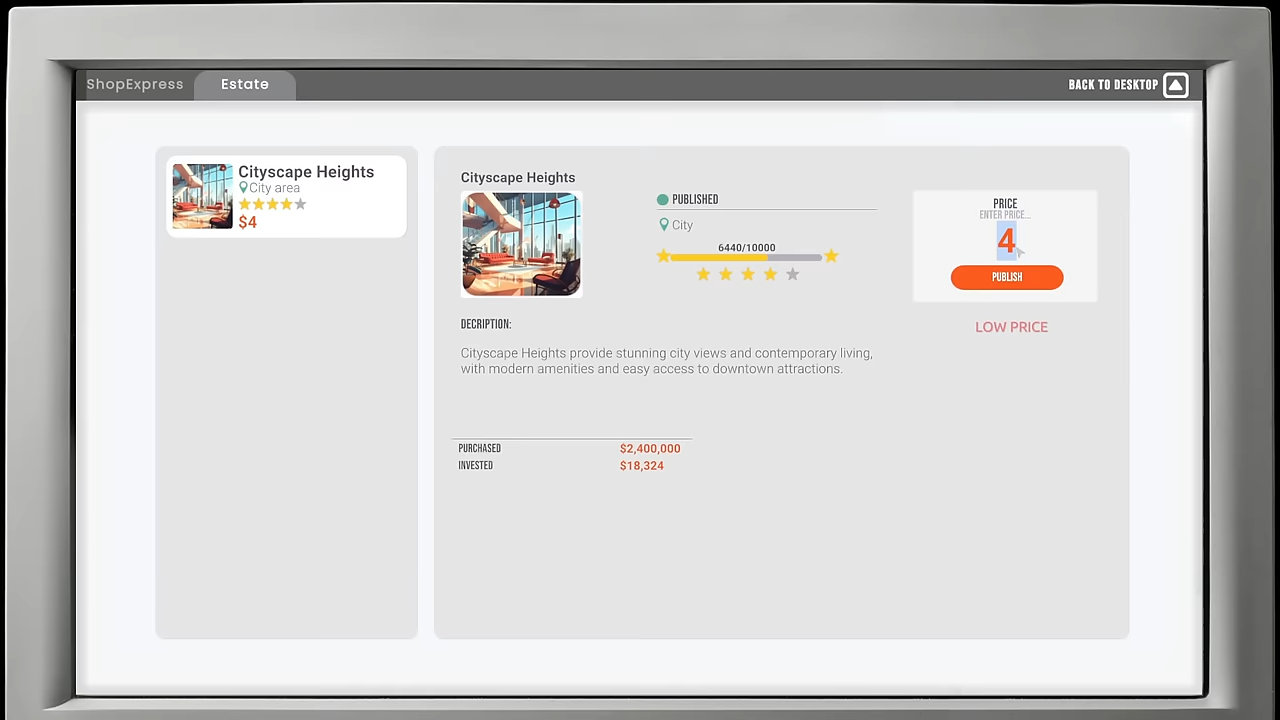 ShopExpress
Estate
BACK TO DESKTOP
Cityscape Heights
City area
$4
Cityscape Heights
PUBLISHED
City
6440/10000
PRICE
ENTER PRICE...
4
PUBLISH
LOW PRICE
DECRIPTION:
Cityscape Heights provide stunning city views and contemporary living,
with modern amenities and easy access to downtown attractions.
PURCHASED $2,400,000
INVESTED $18,324